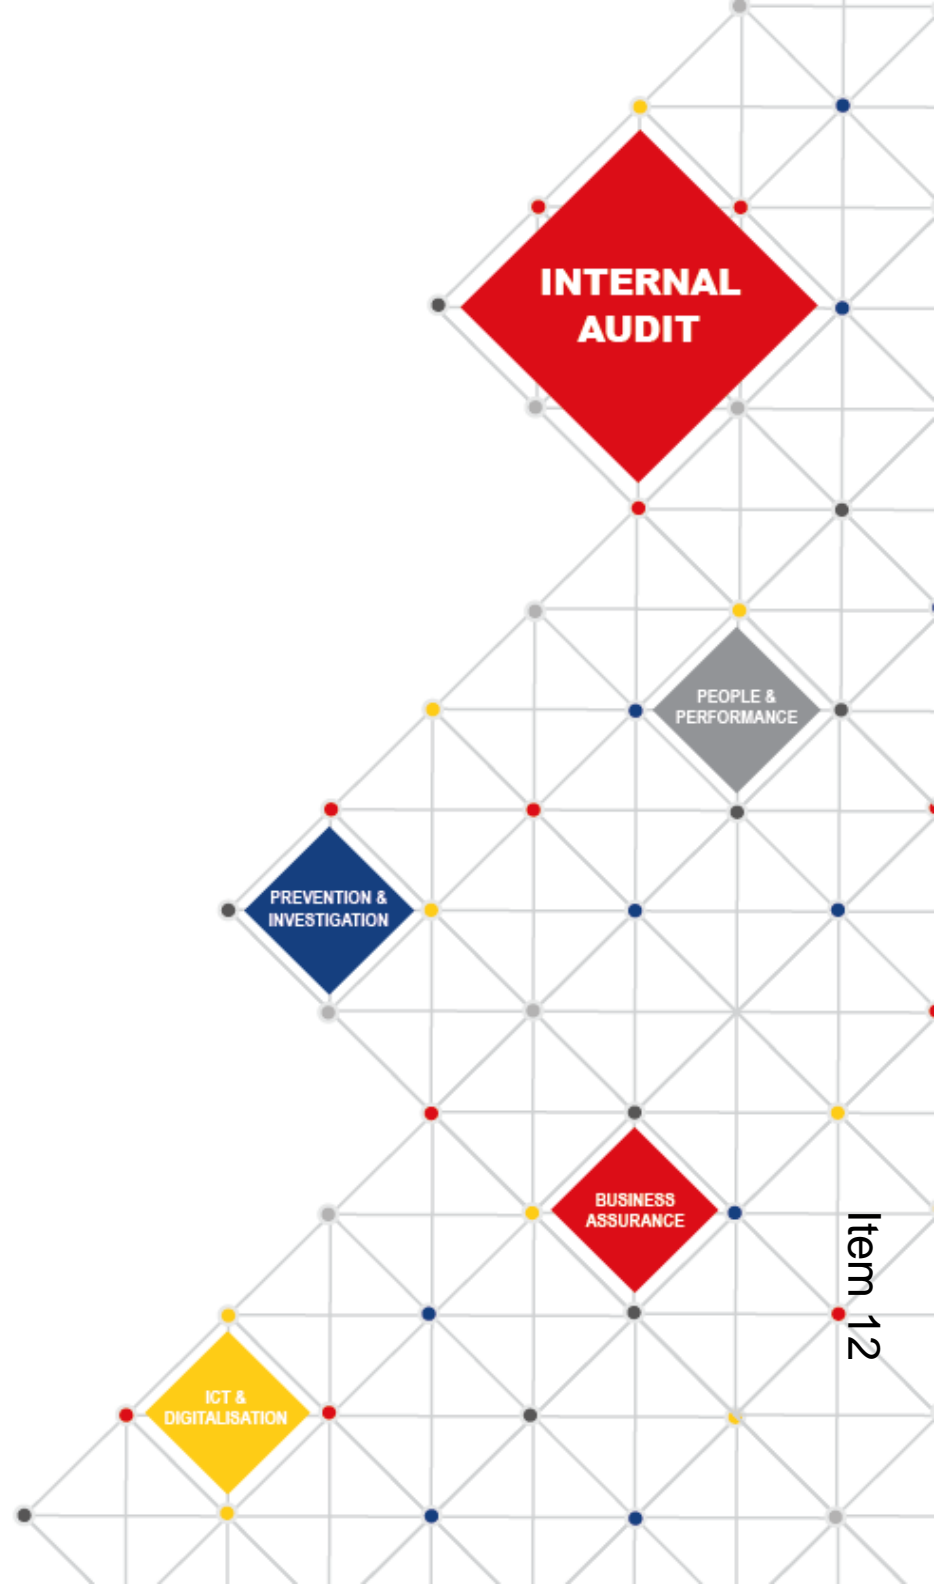 INTERNAL
AUDIT
PEOPLE &
PERFORMANCE
PREVENTION &
INVESTIGATION
BUSINESS
ASSURANCE
Item 12
ICT &
DIGITALISATION